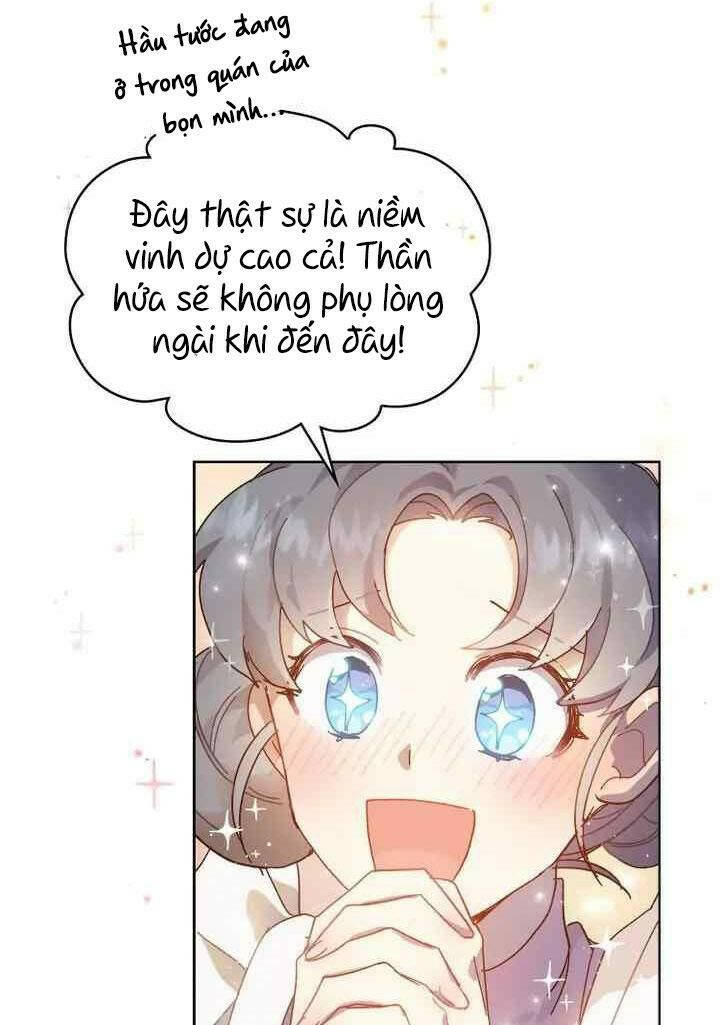 Hầu tước đang
ở trong quán của
bọn mình...
Đây thật sự là niềm
vinh dự cao cả! Thần
hứa sẽ không phụ lòng
ngài khi đến đây!